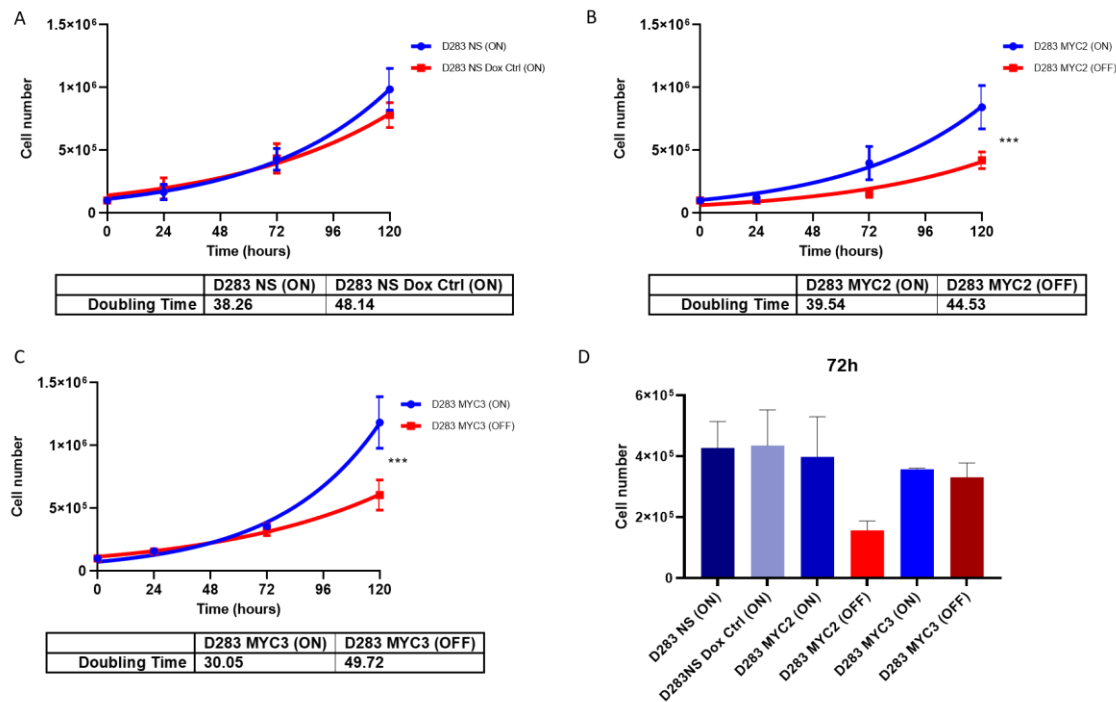 A
1.5×10⁶
1×10⁶
5×10⁵
0
Cell number
0 24 48 72 96 120
Time (hours)
D283 NS (ON)
D283 NS Dox Ctrl (ON)
D283 NS (ON) D283 NS Dox Ctrl (ON)
Doubling Time 38.26 48.14
B
1.5×10⁶
1×10⁶
5×10⁵
0
Cell number
0 24 48 72 96 120
Time (hours)
D283 MYC2 (ON)
D283 MYC2 (OFF)
***
D283 MYC2 (ON) D283 MYC2 (OFF)
Doubling Time 39.54 44.53
C
1.5×10⁶
1×10⁶
5×10⁵
0
Cell number
0 24 48 72 96 120
Time (hours)
D283 MYC3 (ON)
D283 MYC3 (OFF)
***
D283 MYC3 (ON) D283 MYC3 (OFF)
Doubling Time 30.05 49.72
D
72h
6×10⁵
4×10⁵
2×10⁵
0
Cell number
D283 NS (ON)
D283NS Dox Ctrl (ON)
D283 MYC2 (ON)
D283 MYC2 (OFF)
D283 MYC3 (ON)
D283 MYC3 (OFF)